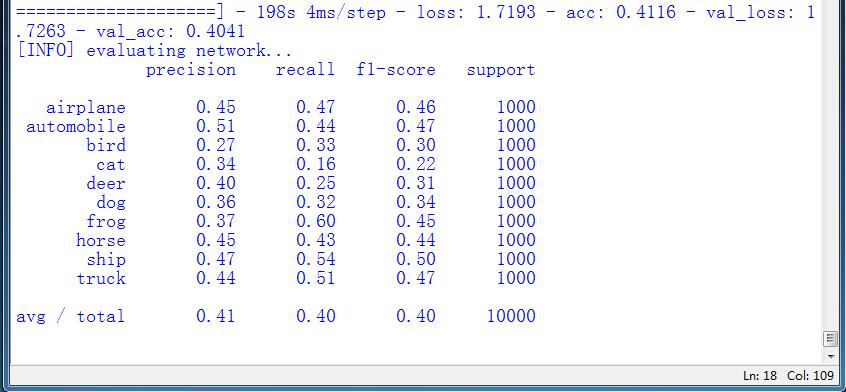 ====================] - 198s 4ms/step - loss: 1.7193 - acc: 0.4116 - val_loss: 1
.7263 - val_acc: 0.4041
[INFO] evaluating network...
precision recall f1-score support
airplane 0.45 0.47 0.46 1000
automobile 0.51 0.44 0.47 1000
bird 0.27 0.33 0.30 1000
cat 0.34 0.16 0.22 1000
deer 0.40 0.25 0.31 1000
dog 0.36 0.32 0.34 1000
frog 0.37 0.60 0.45 1000
horse 0.45 0.43 0.44 1000
ship 0.47 0.54 0.50 1000
truck 0.44 0.51 0.47 1000
avg / total 0.41 0.40 0.40 10000
Ln: 18 Col: 109